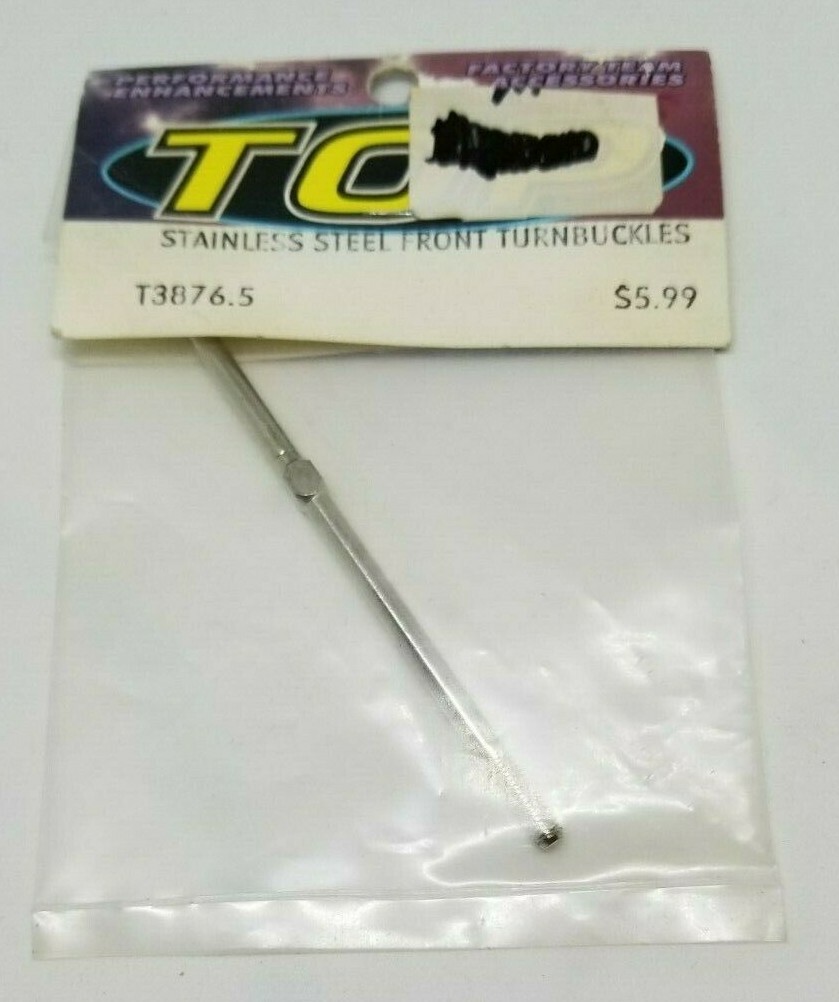 PERFORMANCE
ENHANCEMENTS
FACTORY TEAM
ACCESSORIES
TO
STAINLESS STEEL FRONT TURNBUCKLES
T3876.5
$5.99